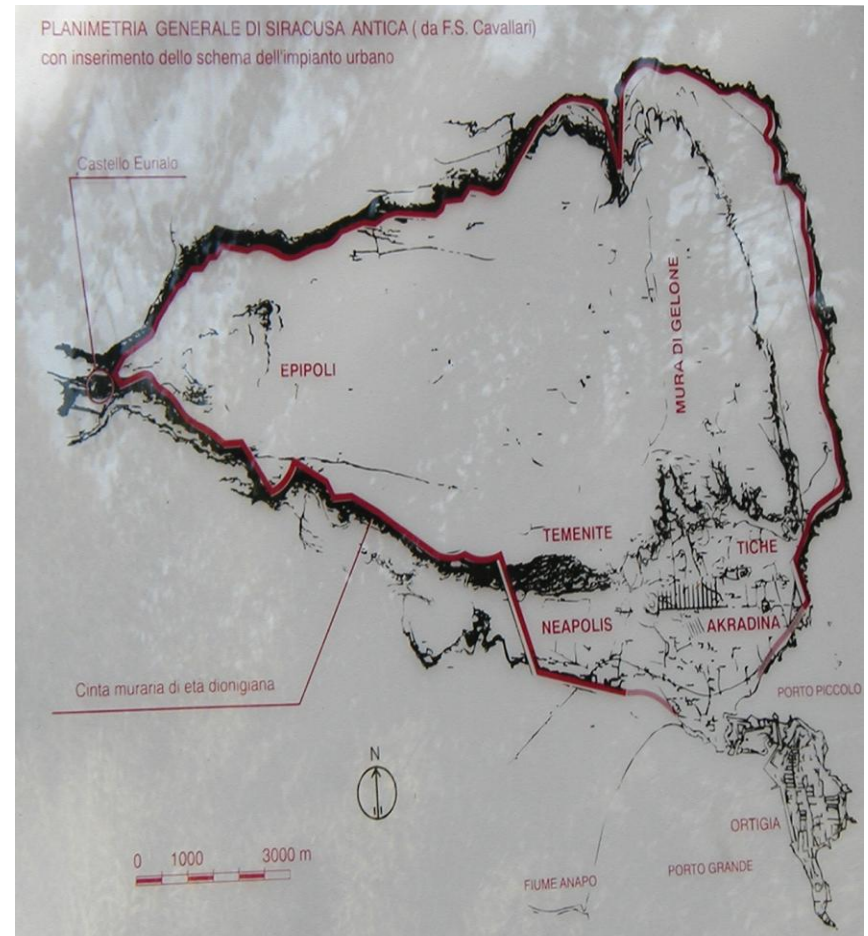 PLANIMETRIA GENERALE DI SIRACUSA ANTICA ( da F.S. Cavallari)
con inserimento dello schema dell'impianto urbano
Castello Eurialo
MURA DI GELONE
EPIPOLI
TEMENITE
TICHE
NEAPOLIS
AKRADINA
Cinta muraria di età dionigiana
PORTO PICCOLO
N
ORTIGIA
0 1000 3000 m
PORTO GRANDE
FIUME ANAPO